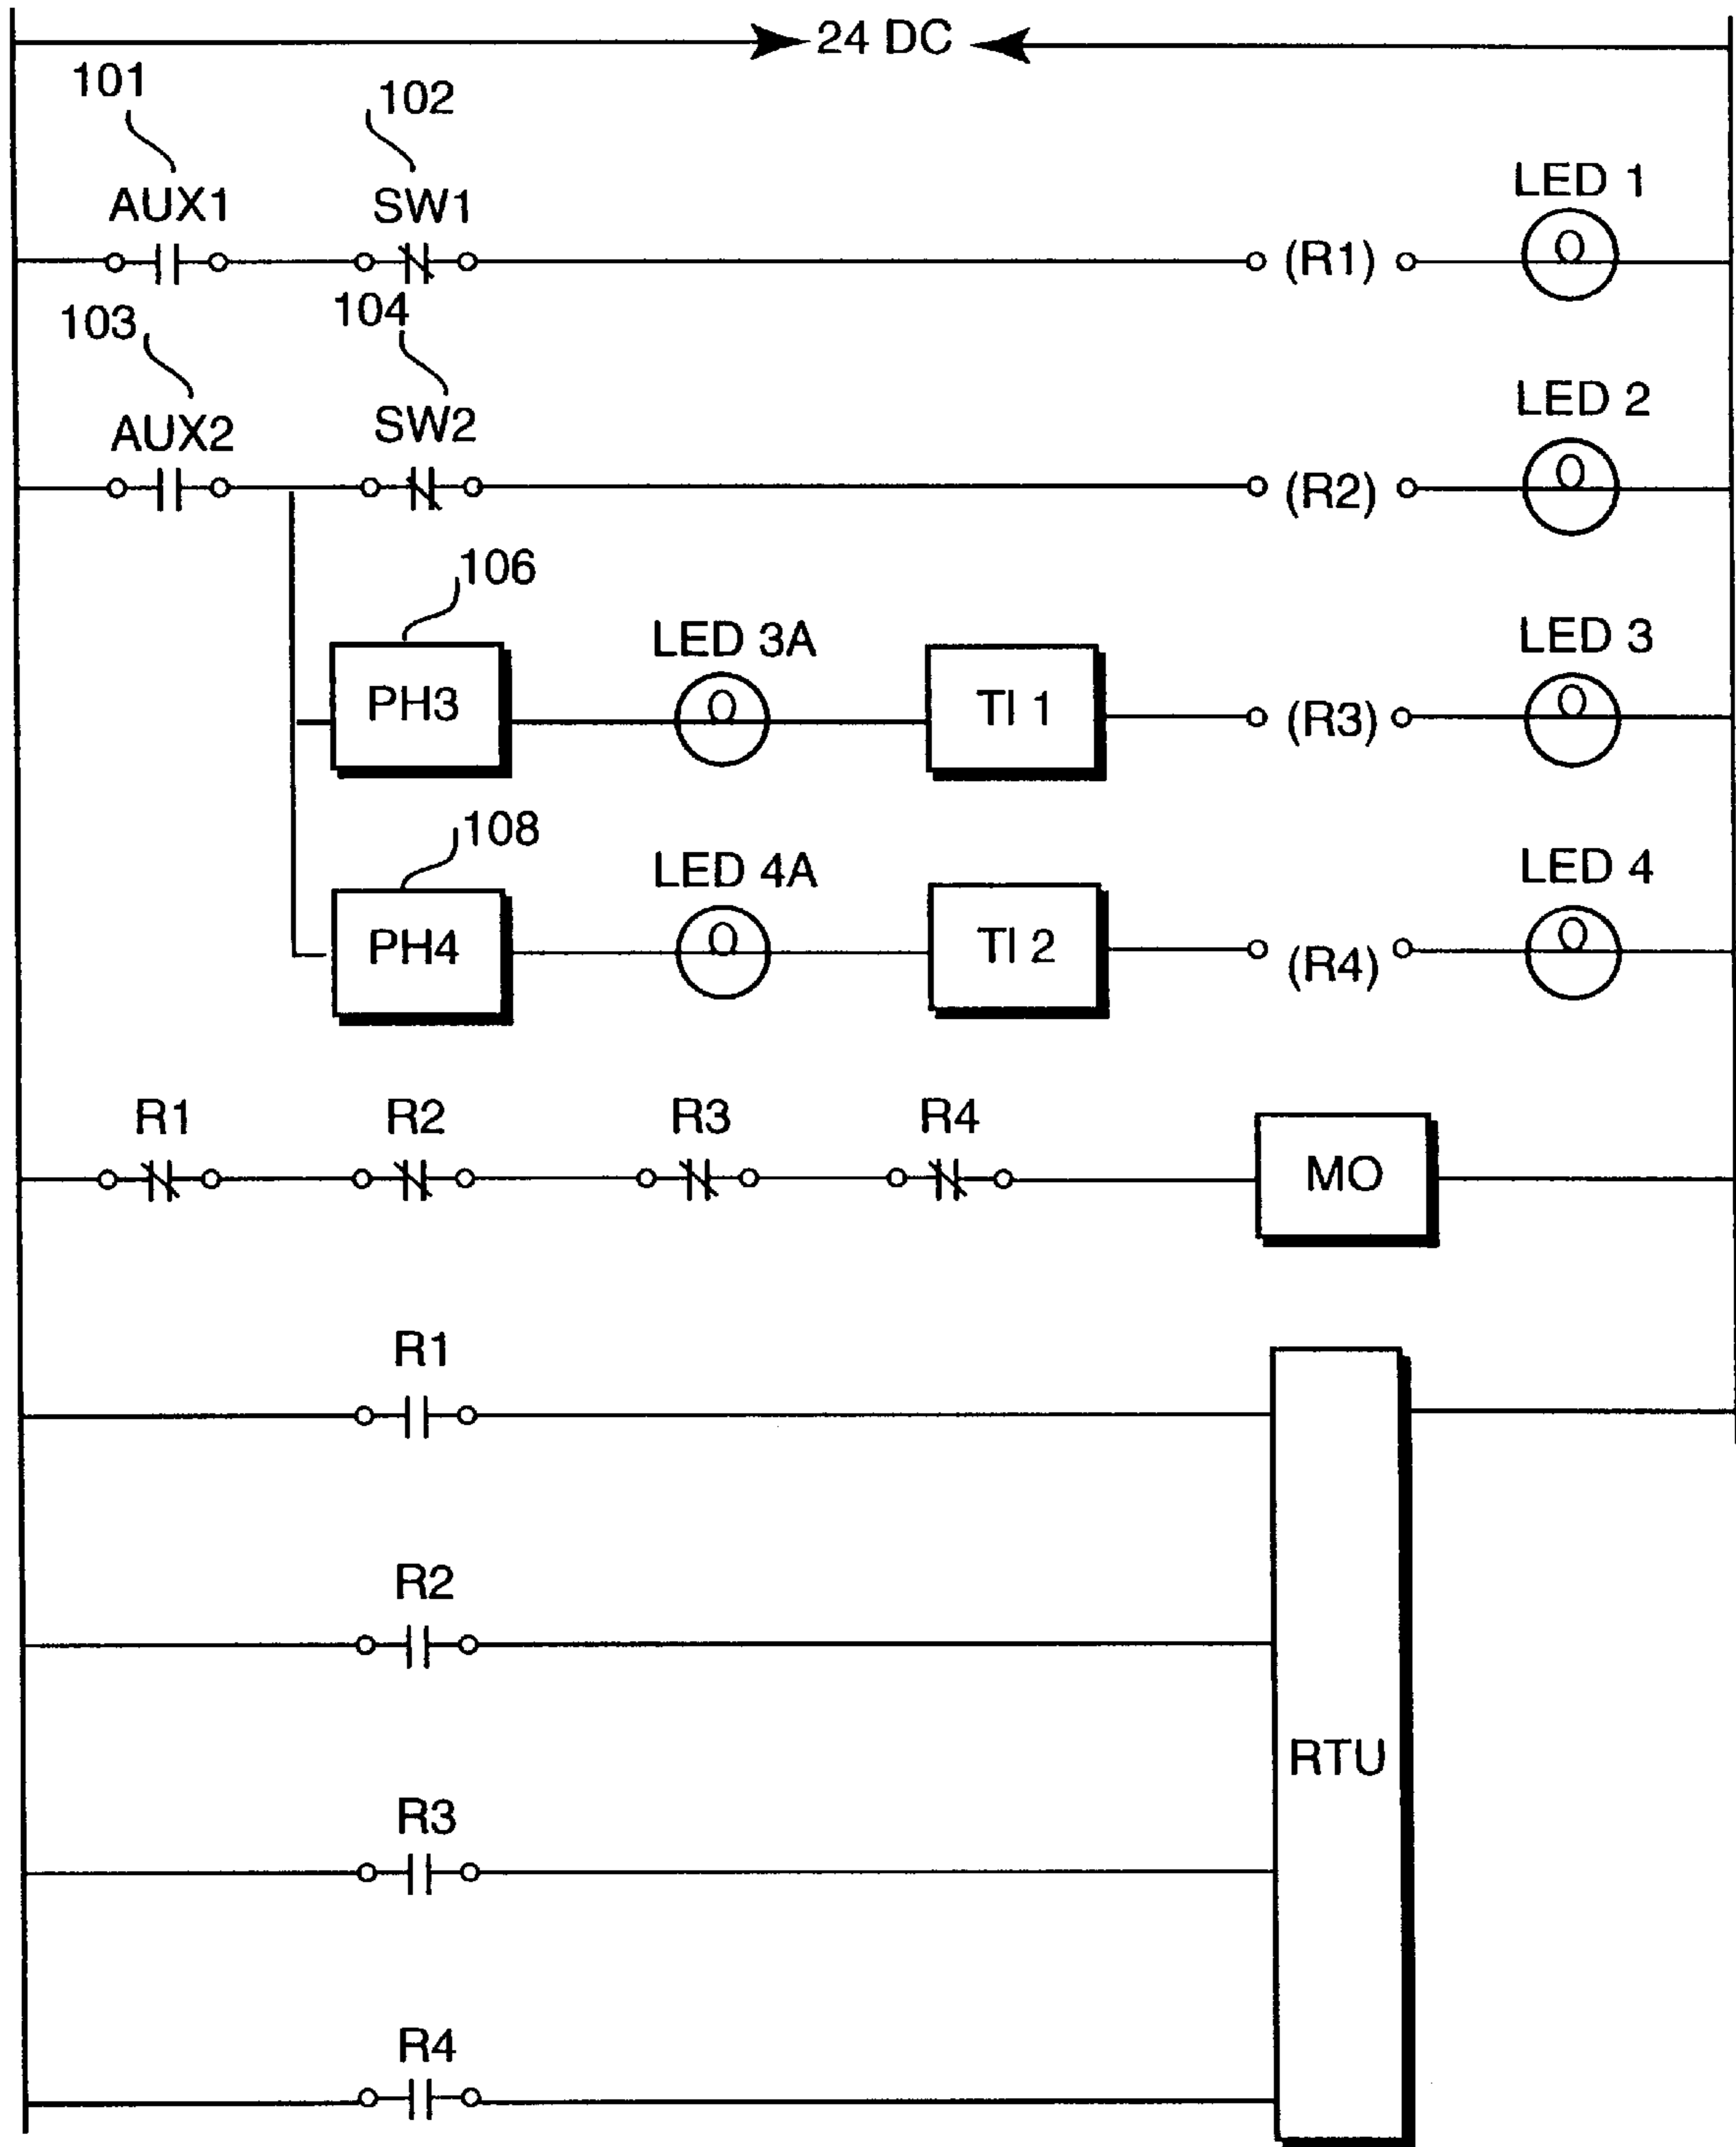 24 DC
101
102
AUX1
SW1
LED 1
(R1)
103
104
AUX2
SW2
LED 2
(R2)
106
PH3
LED 3A
TI 1
(R3)
LED 3
108
PH4
LED 4A
TI 2
(R4)
LED 4
R1
R2
R3
R4
MO
R1
R2
R3
R4
RTU